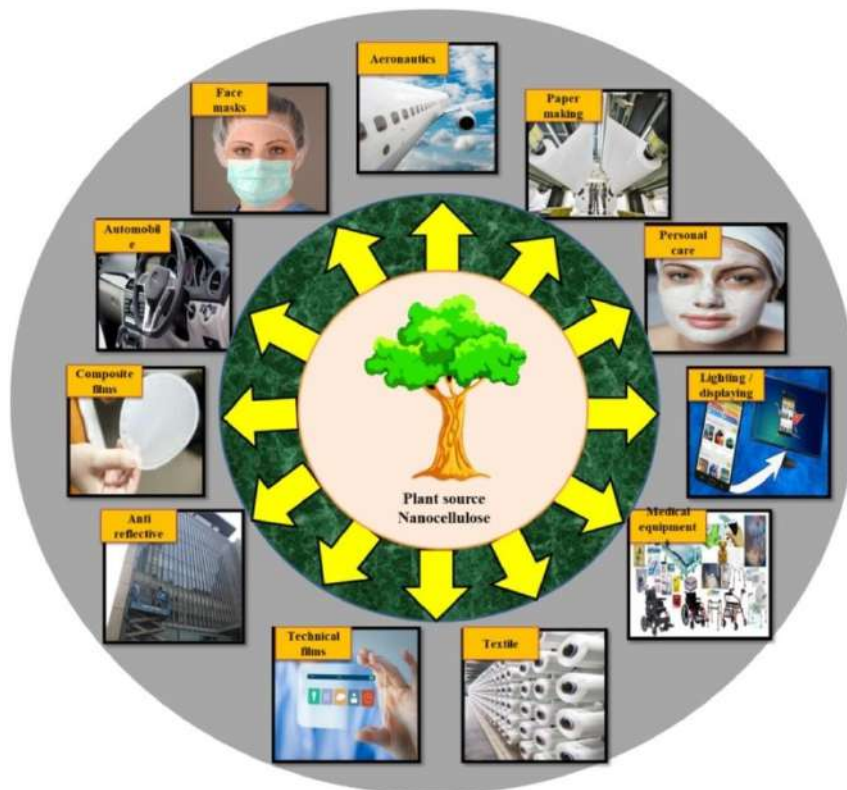 Aeronautics
Face
masks
Paper
making
Automobil
e
Personal
care
Composite
films
Lighting /
displaying
Plant source
Nanocellulose
Anti
reflective
Medical
equipment
Technical
films
Textile